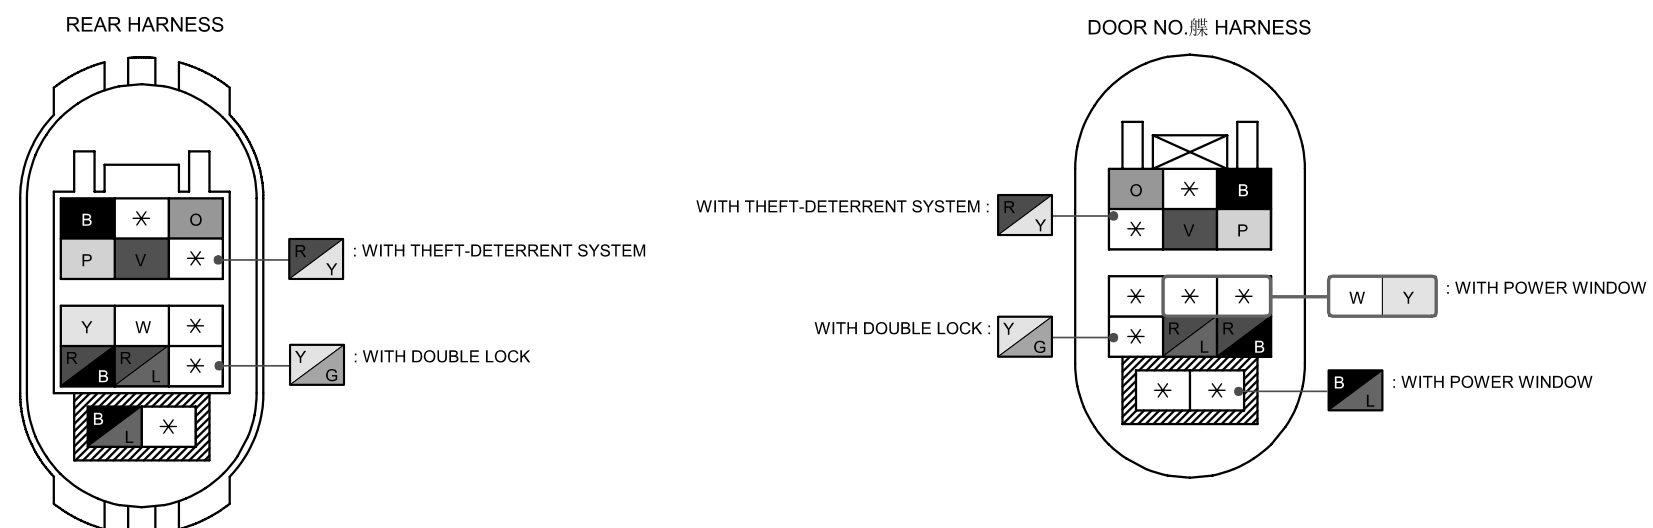 REAR HARNESS
B * O
P V *
R Y : WITH THEFT-DETERRENT SYSTEM
Y W *
R B R L *
Y G : WITH DOUBLE LOCK
B L *
DOOR NO.艓 HARNESS
O * B
WITH THEFT-DETERRENT SYSTEM : R Y
* V P
* * *
W Y : WITH POWER WINDOW
WITH DOUBLE LOCK : Y G
* R L R B
* *
B L : WITH POWER WINDOW